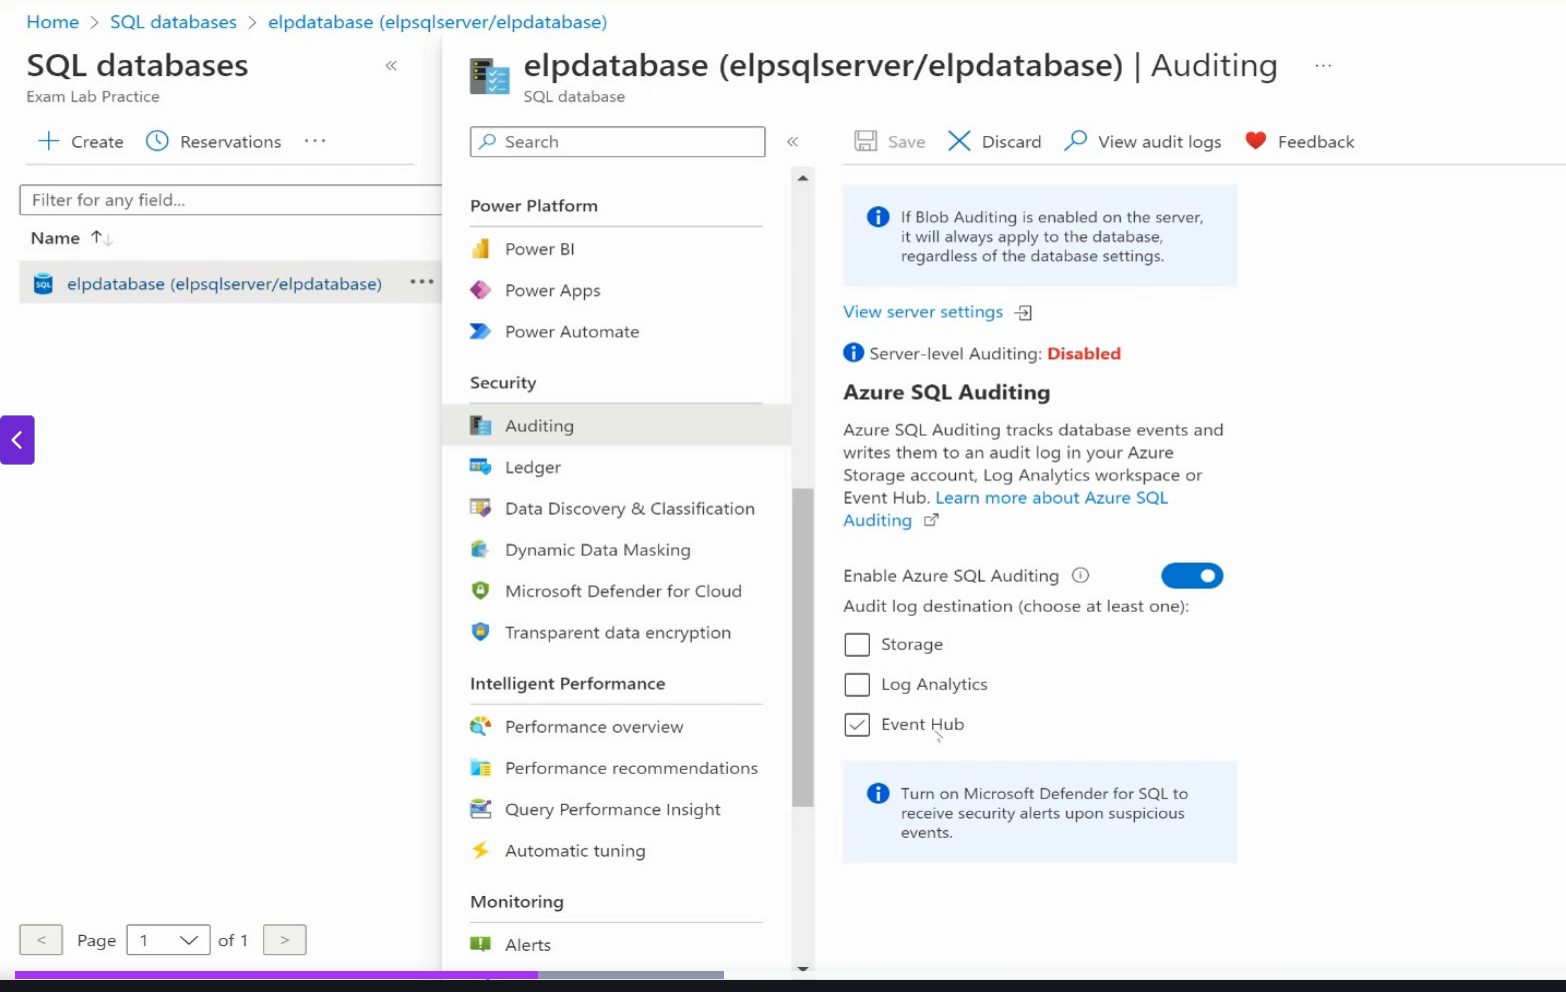 Home > SQL databases > elpdatabase (elpsqlserver/elpdatabase)
SQL databases
Exam Lab Practice
Create
Reservations
Filter for any field...
Name
elpdatabase (elpsqlserver/elpdatabase)
< Page 1 of 1 >
elpdatabase (elpsqlserver/elpdatabase) | Auditing
SQL database
Search
Power Platform
Power BI
Power Apps
Power Automate
Security
Auditing
Ledger
Data Discovery & Classification
Dynamic Data Masking
Microsoft Defender for Cloud
Transparent data encryption
Intelligent Performance
Performance overview
Performance recommendations
Query Performance Insight
Automatic tuning
Monitoring
Alerts
Save
Discard
View audit logs
Feedback
If Blob Auditing is enabled on the server,
it will always apply to the database,
regardless of the database settings.
View server settings
Server-level Auditing: Disabled
Azure SQL Auditing
Azure SQL Auditing tracks database events and
writes them to an audit log in your Azure
Storage account, Log Analytics workspace or
Event Hub. Learn more about Azure SQL
Auditing
Enable Azure SQL Auditing
Audit log destination (choose at least one):
Storage
Log Analytics
Event Hub
Turn on Microsoft Defender for SQL to
receive security alerts upon suspicious
events.